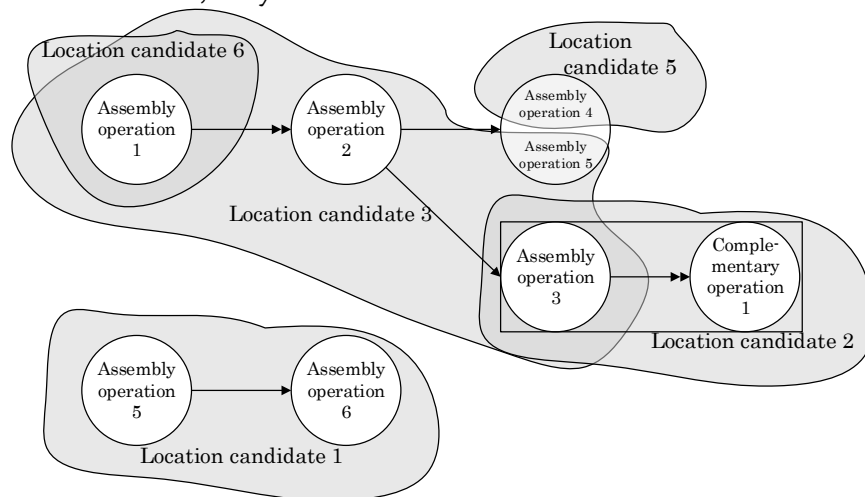 Location candidate 6
Location
candidate 5
Assembly
operation
1
Assembly
operation
2
Assembly
operation 4
Assembly
operation 5
Location candidate 3
Assembly
operation
3
Comple-
mentary
operation
1
Location candidate 2
Assembly
operation
5
Assembly
operation
6
Location candidate 1